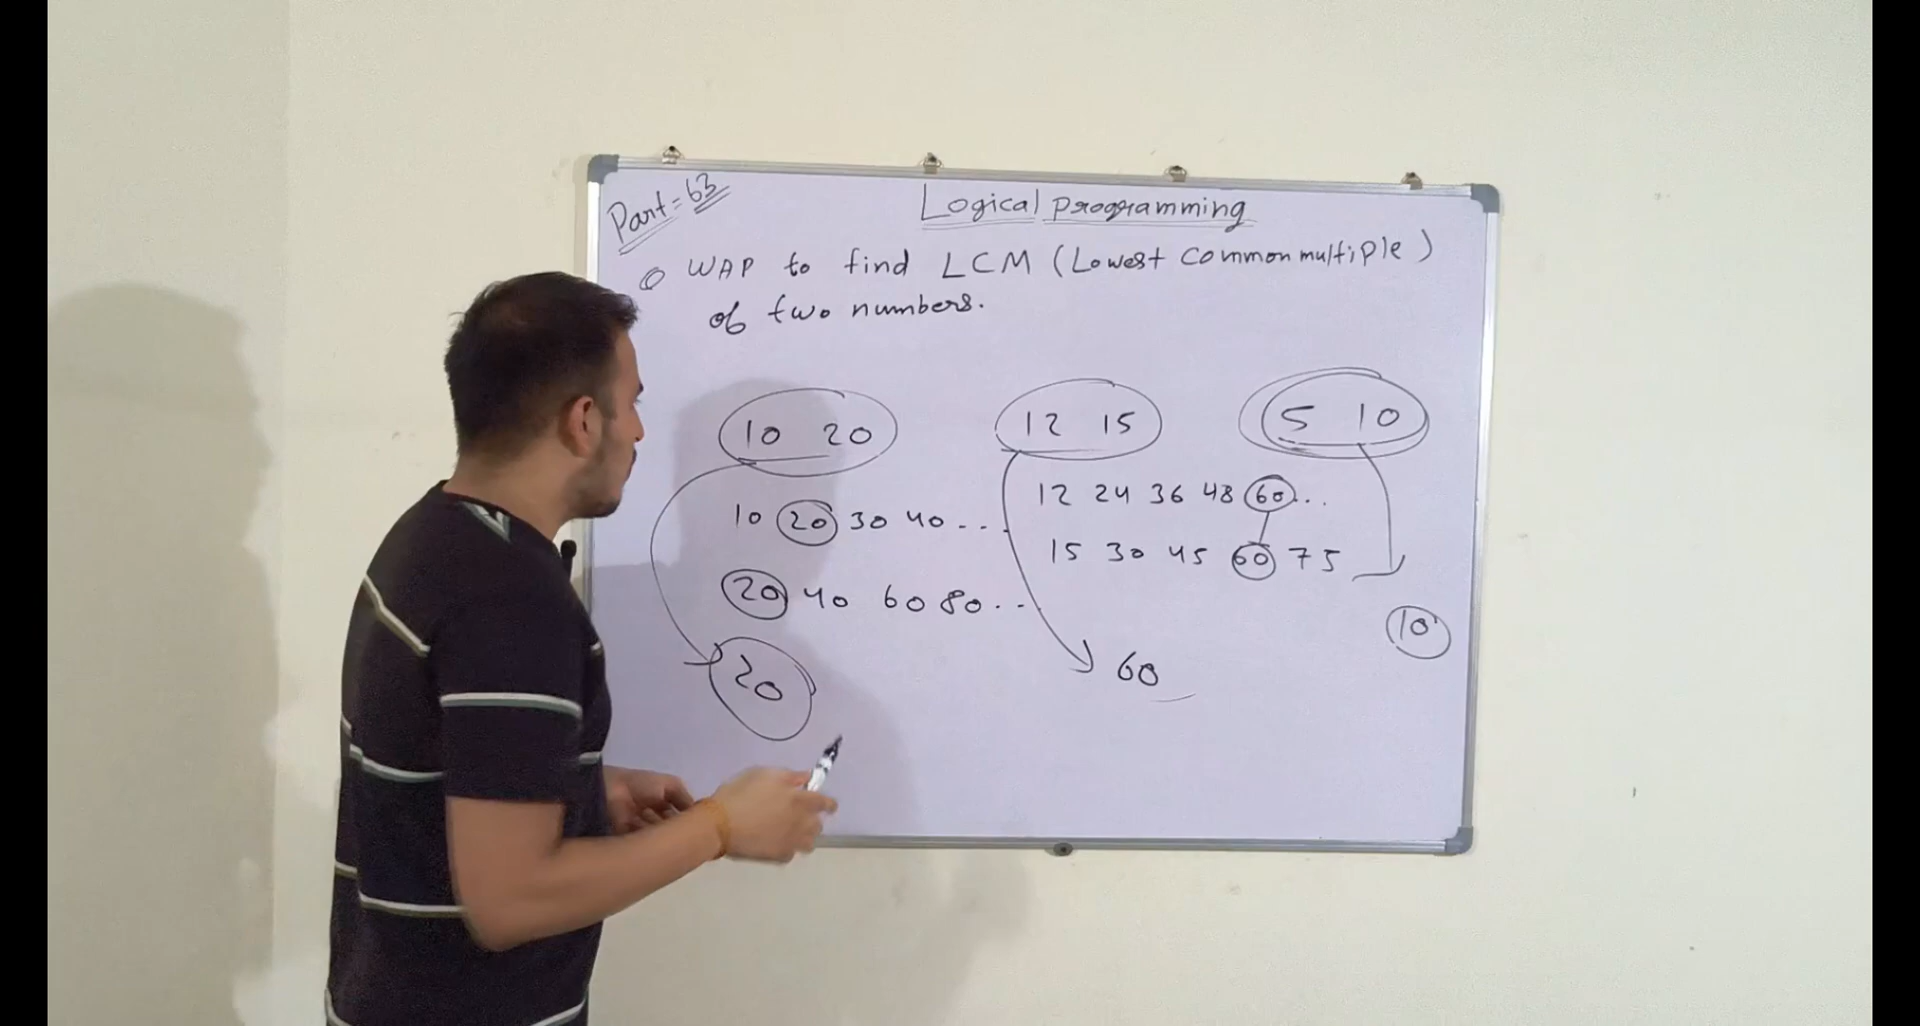 Part = 63
Logical programming
WAP to find LCM (Lowest Common multiple)
of two numbers.
10 20
10 20 30 40 - - -
20 40 60 80 . . - -
20
12 15
12 24 36 48 60 . .
15 30 45 60 75
60
5 10
10